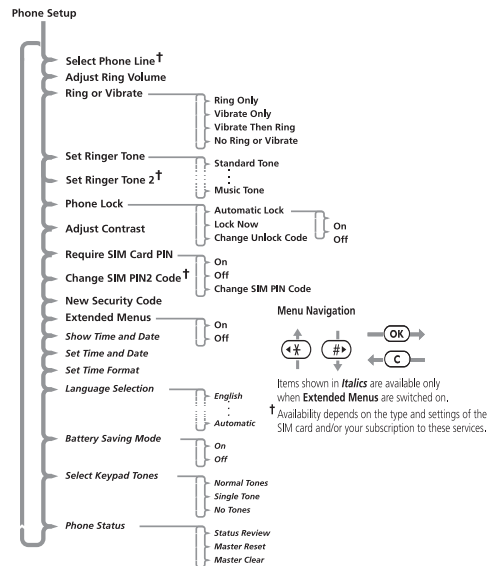 Phone Setup
Select Phone Line†
Adjust Ring Volume
Ring or Vibrate
Ring Only
Vibrate Only
Vibrate Then Ring
No Ring or Vibrate
Set Ringer Tone
Standard Tone
Set Ringer Tone 2†
Music Tone
Phone Lock
Automatic Lock
On
Off
Lock Now
Change Unlock Code
Adjust Contrast
Require SIM Card PIN
On
Off
Change SIM PIN Code
Change SIM PIN2 Code†
New Security Code
Extended Menus
On
Off
Show Time and Date
Set Time and Date
Set Time Format
Language Selection
English
Automatic
Battery Saving Mode
On
Off
Select Keypad Tones
Normal Tones
Single Tone
No Tones
Phone Status
Status Review
Master Reset
Master Clear
Menu Navigation
* # OK
C
Items shown in Italics are available only
when Extended Menus are switched on.
† Availability depends on the type and settings of the
SIM card and/or your subscription to these services.